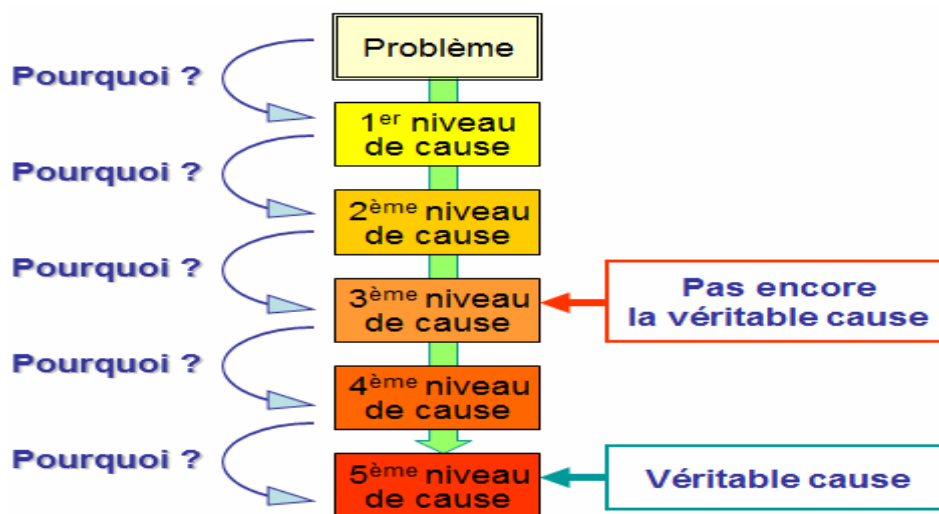 Problème
Pourquoi ?
1er niveau
de cause
Pourquoi ?
2ème niveau
de cause
Pourquoi ?
3ème niveau
de cause
Pas encore
la véritable cause
Pourquoi ?
4ème niveau
de cause
Pourquoi ?
5ème niveau
de cause
Véritable cause